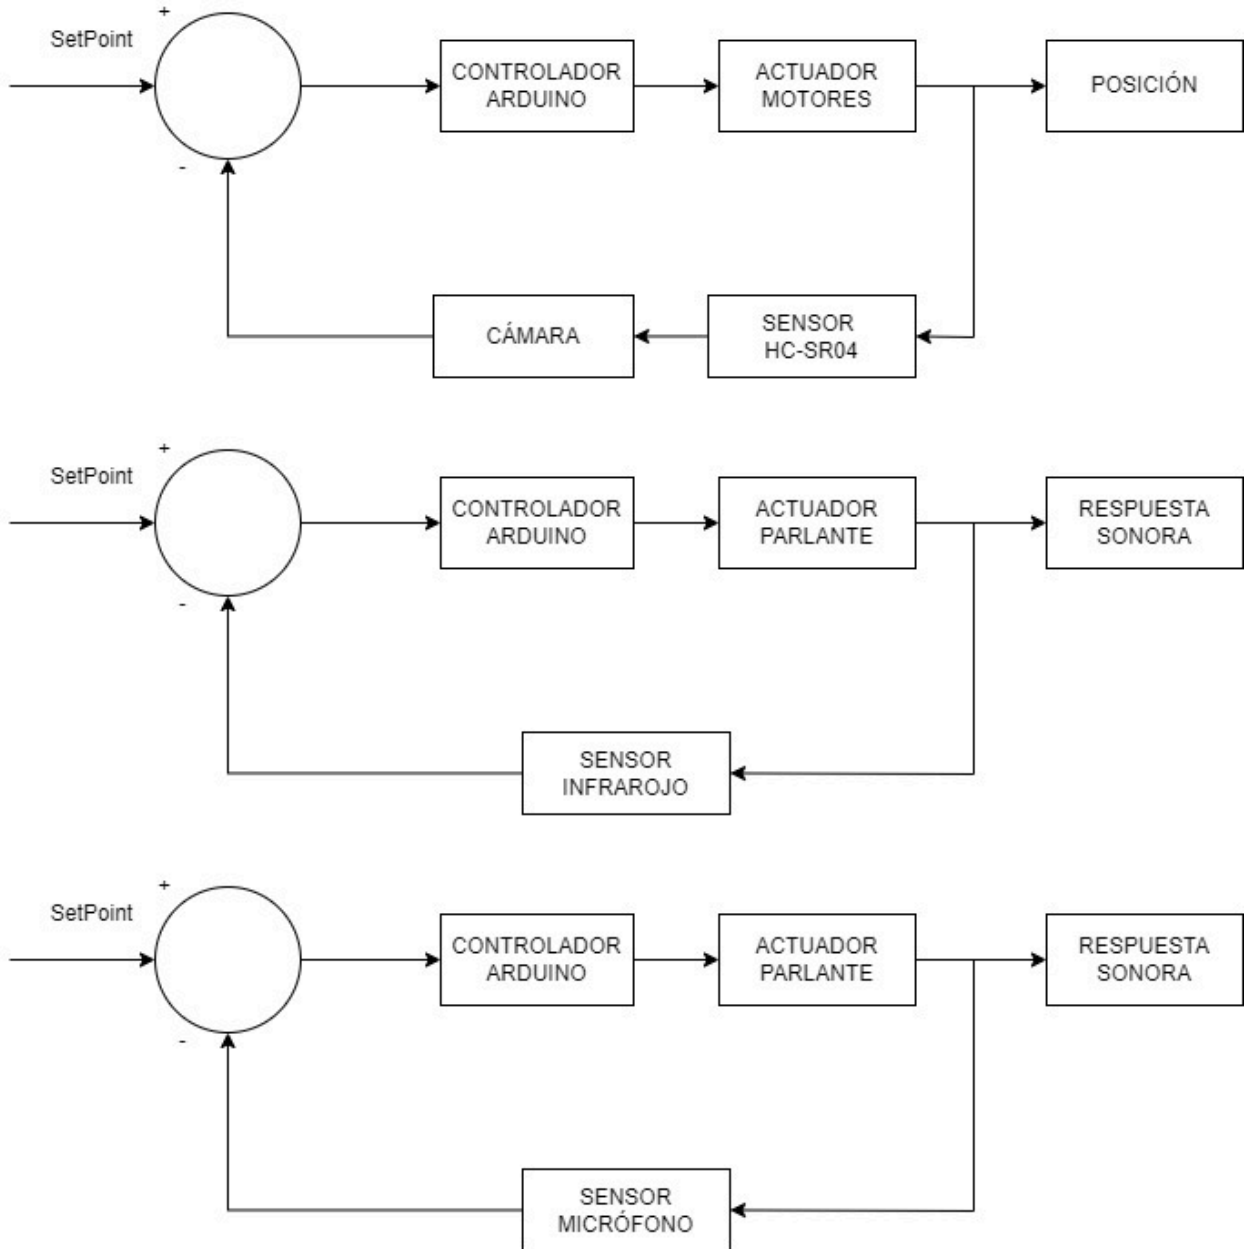 +
SetPoint
CONTROLADOR
ARDUINO
ACTUADOR
MOTORES
POSICIÓN
-
CÁMARA
SENSOR
HC-SR04
+
SetPoint
CONTROLADOR
ARDUINO
ACTUADOR
PARLANTE
RESPUESTA
SONORA
-
SENSOR
INFRAROJO
+
SetPoint
CONTROLADOR
ARDUINO
ACTUADOR
PARLANTE
RESPUESTA
SONORA
-
SENSOR
MICRÓFONO